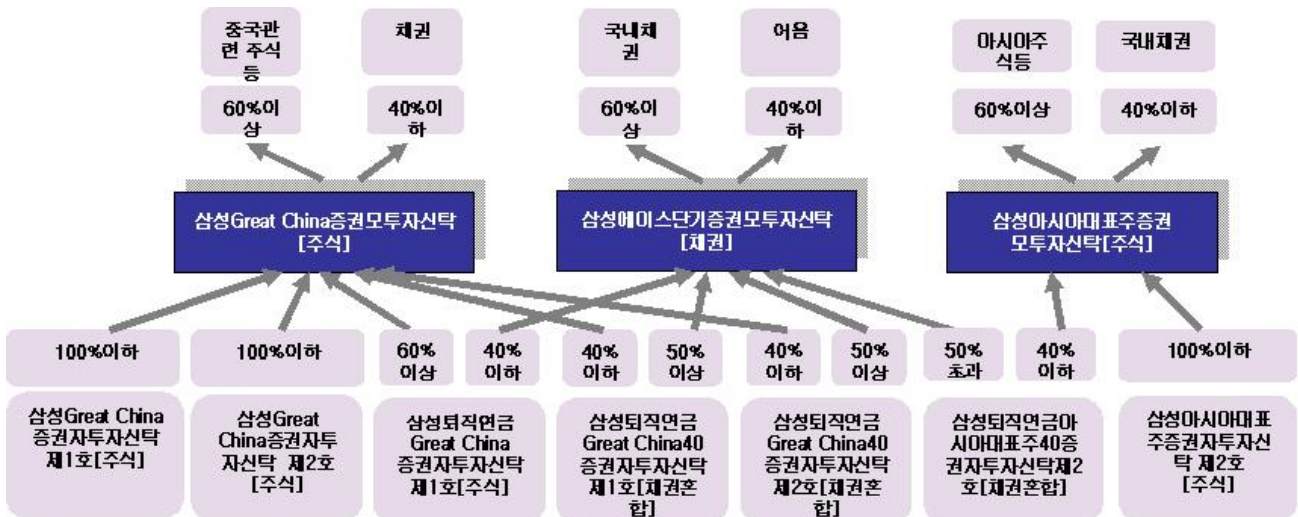 중국관
련 주식
등
채권
국내채
권
어음
아시아주
식등
국내채권
60%이
상
40%이
하
60%이
상
40%이
하
60%이상
40%이하
삼성Great China증권모투자신탁
[주식]
삼성에이스단기증권모투자신탁
[채권]
삼성아시아대표주증권
모투자신탁[주식]
100%이하
100%이하
60%
이상
40%
이하
40%
이하
50%
이상
40%
이하
50%
이상
50%
초과
40%
이하
100%이하
삼성Great China
증권자투자신탁
제1호[주식]
삼성Great
China증권자투
자신탁 제2호
[주식]
삼성퇴직연금
Great China
증권자투자신탁
제1호[주식]
삼성퇴직연금
Great China40
증권자투자신탁
제1호[채권혼
합]
삼성퇴직연금
Great China40
증권자투자신탁
제2호[채권혼
합]
삼성퇴직연금아
시아대표주40증
권자투자신탁제2
호[채권혼합]
삼성아시아대표
주증권자투자신
탁 제2호
[주식]